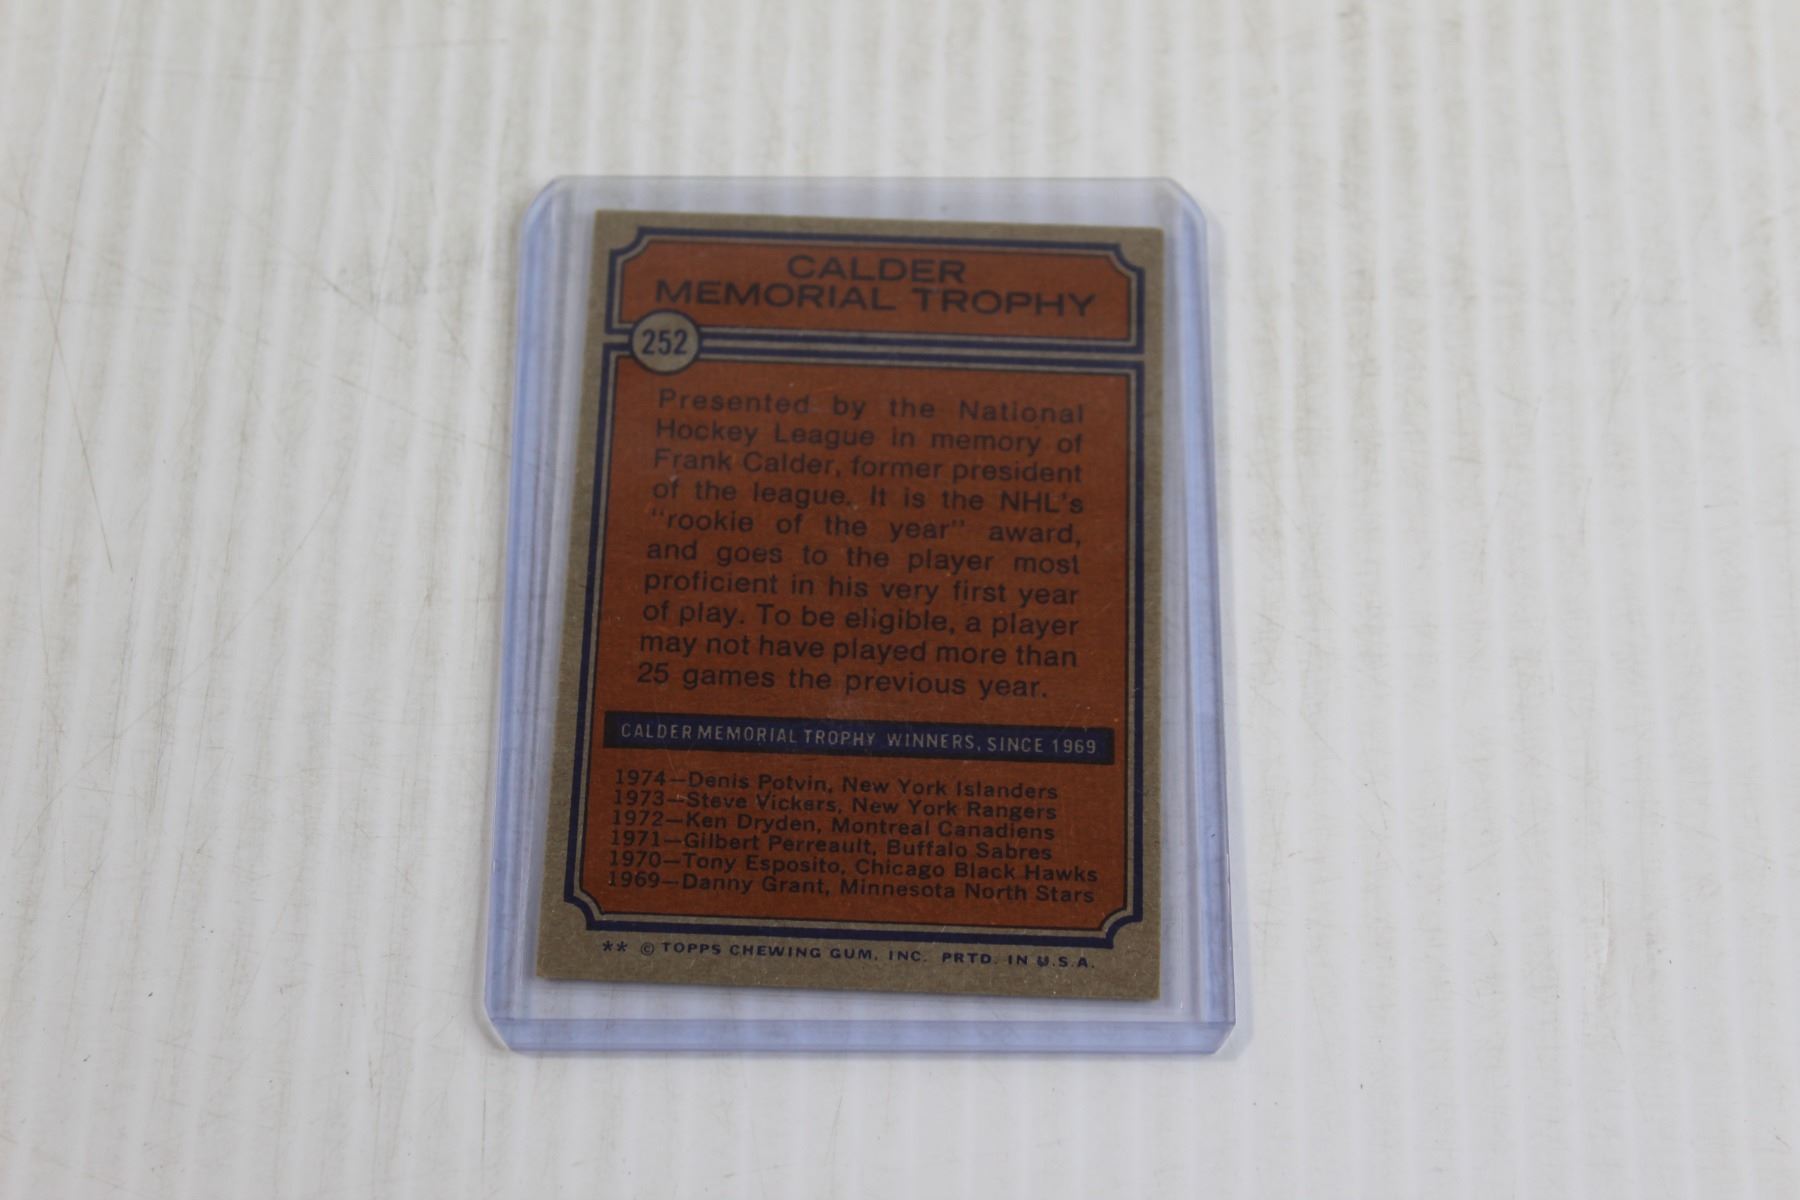 CALDER
MEMORIAL TROPHY
252
Presented by the National
Hockey League in memory of
Frank Calder, former president
of the league. It is the NHL's
"rookie of the year" award,
and goes to the player most
proficient in his very first year
of play. To be eligible, a player
may not have played more than
25 games the previous year.
CALDER MEMORIAL TROPHY WINNERS, SINCE 1969
1974—Denis Potvin, New York Islanders
1973—Steve Vickers, New York Rangers
1972—Ken Dryden, Montreal Canadiens
1971—Gilbert Perreault, Buffalo Sabres
1970—Tony Esposito, Chicago Black Hawks
1969—Danny Grant, Minnesota North Stars
** © TOPPS CHEWING GUM, INC. PRTD. IN U.S.A.